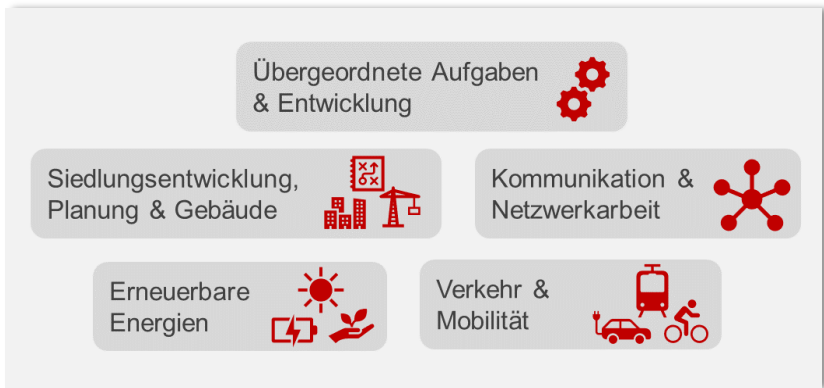 Übergeordnete Aufgaben
& Entwicklung
Siedlungsentwicklung,
Planung & Gebäude
Kommunikation &
Netzwerkarbeit
Erneuerbare
Energien
Verkehr &
Mobilität